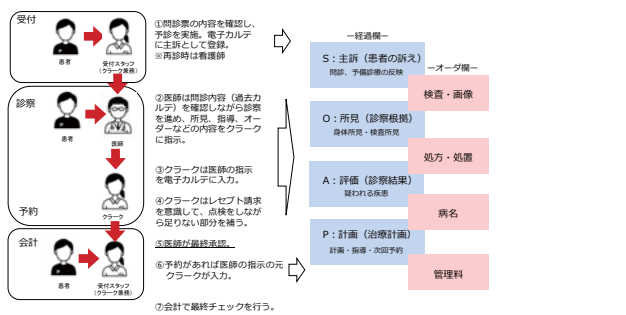 受付
患者
受付スタッフ
（クラーク兼務）
①問診票の内容を確認し、
予診を実施。電子カルテ
に主訴として登録。
※再診時は看護師
診察
患者
医師
クラーク
予約
②医師は問診内容（過去カ
ルテ）を確認しながら診察
を進め、所見、指導、オー
ダーなどの内容をクラーク
に指示。
③クラークは医師の指示
を電子カルテに入力。
④クラークはレセプト請求
を意識して、点検をしなが
ら足りない部分を補う。
会計
患者
受付スタッフ
（クラーク兼務）
⑤医師が最終承認。
⑥予約があれば医師の指示の元
クラークが入力。
⑦会計で最終チェックを行う。
―経過欄―
S：主訴（患者の訴え）
問診、予備診療の反映
O：所見（診察根拠）
身体所見・検査所見
A：評価（診察結果）
疑われる疾患
P：計画（治療計画）
計画・指導・次回予約
―オーダ欄―
検査・画像
処方・処置
病名
管理料